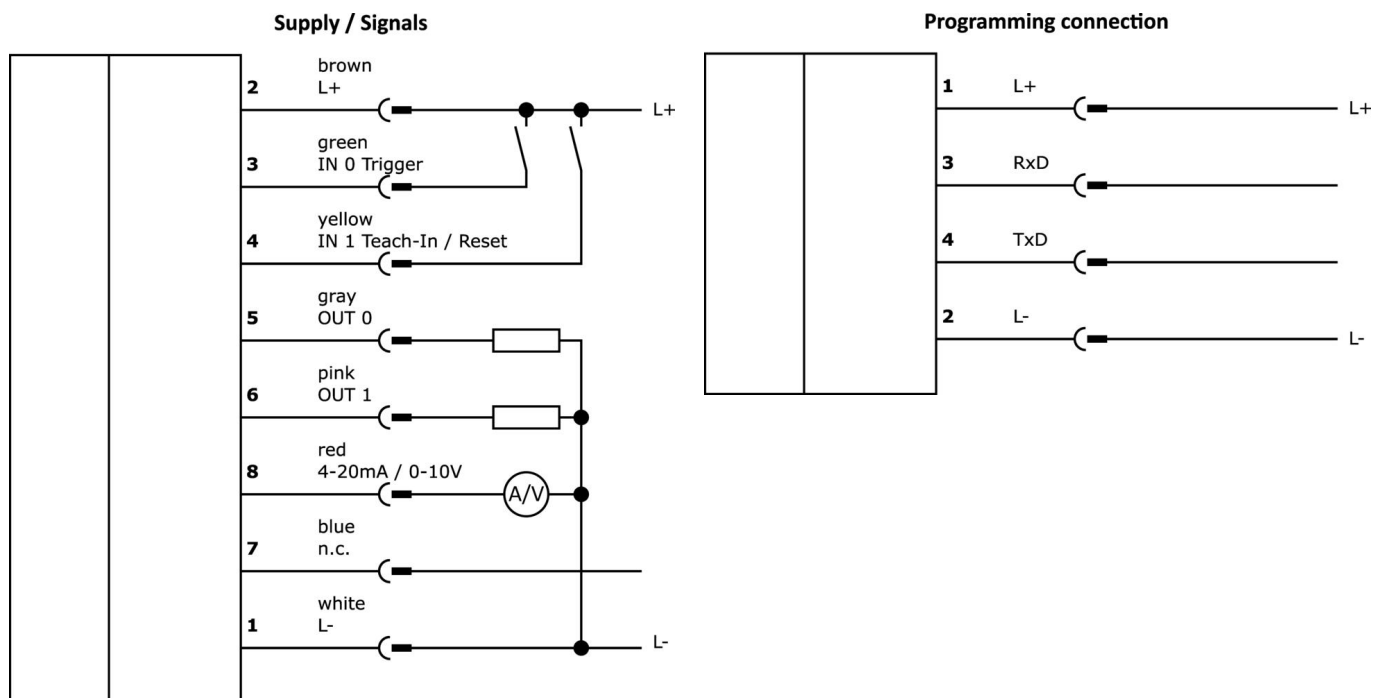 Supply / Signals
brown
2 L+
L+
green
3 IN 0 Trigger
yellow
4 IN 1 Teach-In / Reset
gray
5 OUT 0
pink
6 OUT 1
red
8 4-20mA / 0-10V
A/V
blue
7 n.c.
white
1 L-
L-
Programming connection
1 L+
L+
3 RxD
4 TxD
2 L-
L-